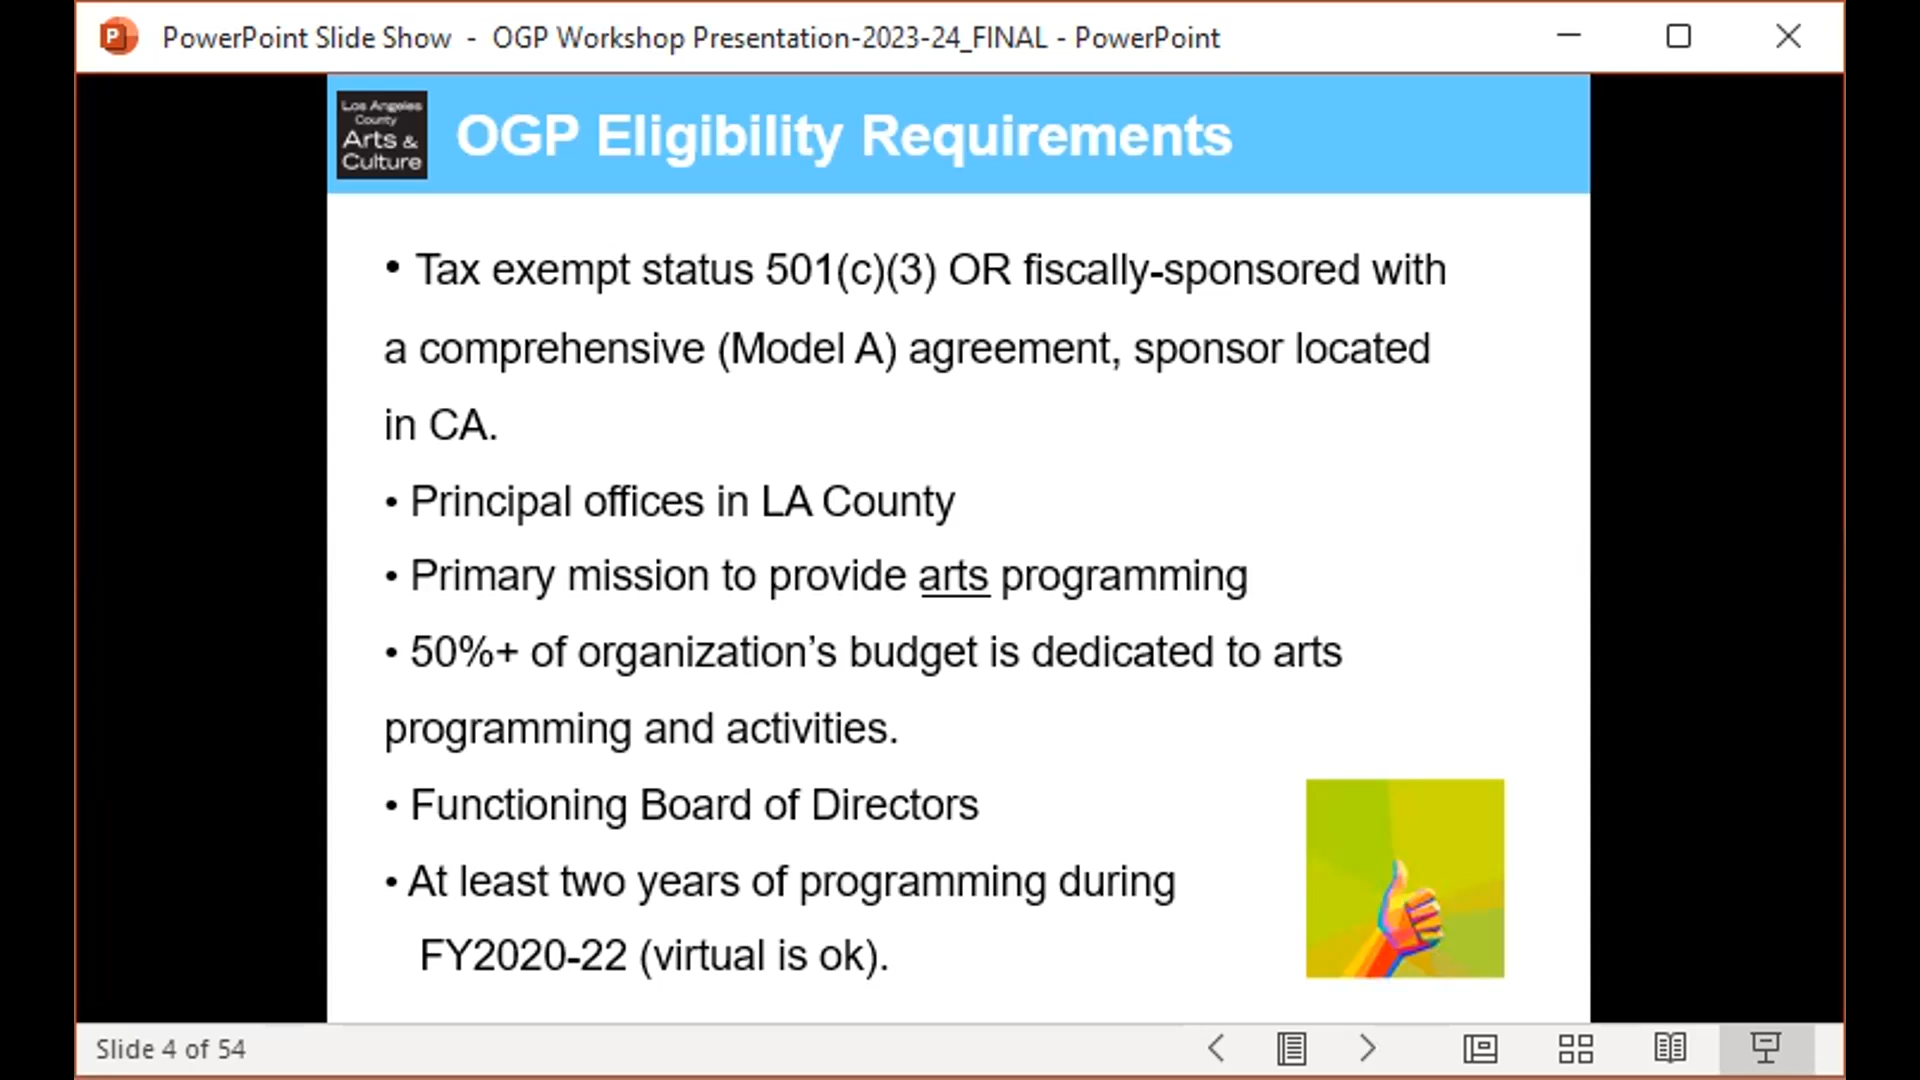 PowerPoint Slide Show - OGP Workshop Presentation-2023-24_FINAL - PowerPoint
Los Angeles
County
Arts &
Culture
OGP Eligibility Requirements
• Tax exempt status 501(c)(3) OR fiscally-sponsored with
a comprehensive (Model A) agreement, sponsor located
in CA.
• Principal offices in LA County
• Primary mission to provide arts programming
• 50%+ of organization’s budget is dedicated to arts
programming and activities.
• Functioning Board of Directors
• At least two years of programming during
FY2020-22 (virtual is ok).
Slide 4 of 54